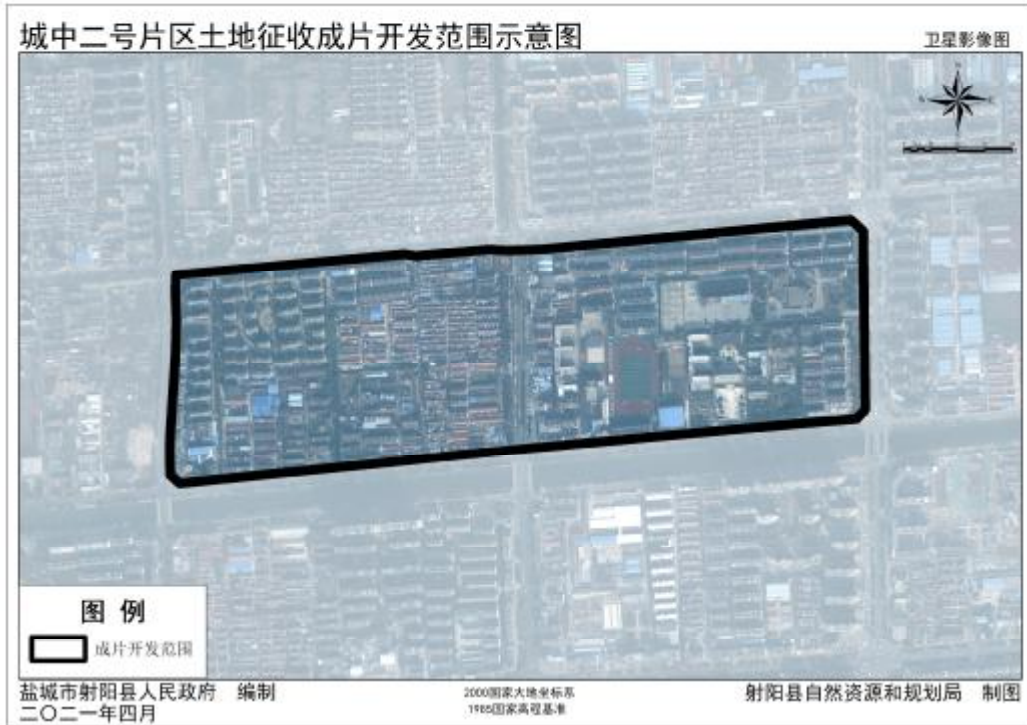 城中二号片区土地征收成片开发范围示意图
卫星影像图
图 例
成片开发范围
盐城市射阳县人民政府 编制
二〇二一年四月
2000国家大地坐标系
1985国家高程基准
射阳县自然资源和规划局 制图